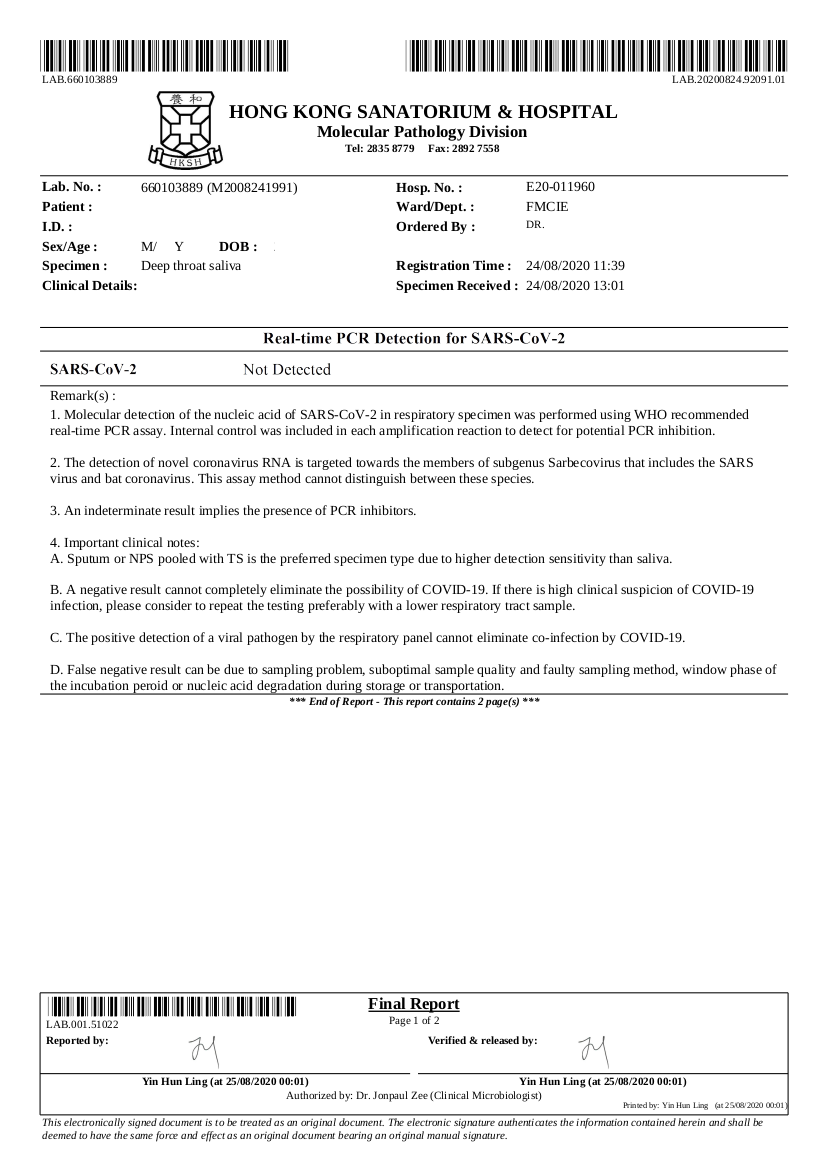 LAB.660103889
LAB.20200824.92091.01
養和
HKSH
HONG KONG SANATORIUM & HOSPITAL
Molecular Pathology Division
Tel: 2835 8779 Fax: 2892 7558
Lab. No. : 660103889 (M2008241991) Hosp. No. : E20-011960
Patient : Ward/Dept. : FMCIE
I.D. : Ordered By : DR.
Sex/Age : M/ Y DOB :
Specimen : Deep throat saliva Registration Time : 24/08/2020 11:39
Clinical Details: Specimen Received : 24/08/2020 13:01
Real-time PCR Detection for SARS-CoV-2
SARS-CoV-2 Not Detected
Remark(s) :
1. Molecular detection of the nucleic acid of SARS-CoV-2 in respiratory specimen was performed using WHO recommended
real-time PCR assay. Internal control was included in each amplification reaction to detect for potential PCR inhibition.
2. The detection of novel coronavirus RNA is targeted towards the members of subgenus Sarbecovirus that includes the SARS
virus and bat coronavirus. This assay method cannot distinguish between these species.
3. An indeterminate result implies the presence of PCR inhibitors.
4. Important clinical notes:
A. Sputum or NPS pooled with TS is the preferred specimen type due to higher detection sensitivity than saliva.
B. A negative result cannot completely eliminate the possibility of COVID-19. If there is high clinical suspicion of COVID-19
infection, please consider to repeat the testing preferably with a lower respiratory tract sample.
C. The positive detection of a viral pathogen by the respiratory panel cannot eliminate co-infection by COVID-19.
D. False negative result can be due to sampling problem, suboptimal sample quality and faulty sampling method, window phase of
the incubation peroid or nucleic acid degradation during storage or transportation.
*** End of Report - This report contains 2 page(s) ***
Final Report
LAB.001.51022
Page 1 of 2
Reported by: Verified & released by:
Yin Hun Ling (at 25/08/2020 00:01) Yin Hun Ling (at 25/08/2020 00:01)
Authorized by: Dr. Jonpaul Zee (Clinical Microbiologist)
Printed by: Yin Hun Ling (at 25/08/2020 00:01)
This electronically signed document is to be treated as an original document. The electronic signature authenticates the information contained herein and shall be
deemed to have the same force and effect as an original document bearing an original manual signature.